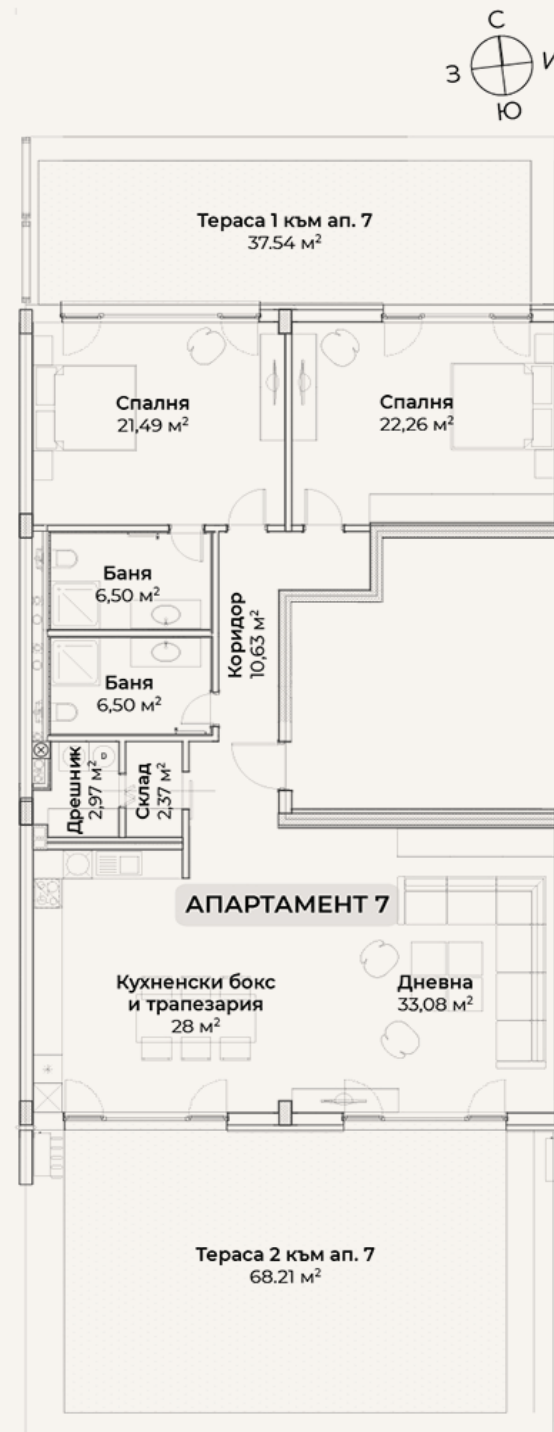 С
З
И
Ю
Тераса 1 към ап. 7
37.54 м²
Спалня
21,49 м²
Спалня
22,26 м²
Баня
6,50 м²
Коридор
10,63 м²
Баня
6,50 м²
Дрешник
2,97 м²
Склад
2,37 м²
АПАРТАМЕНТ 7
Кухненски бокс
и трапезария
28 м²
Дневна
33,08 м²
Тераса 2 към ап. 7
68.21 м²